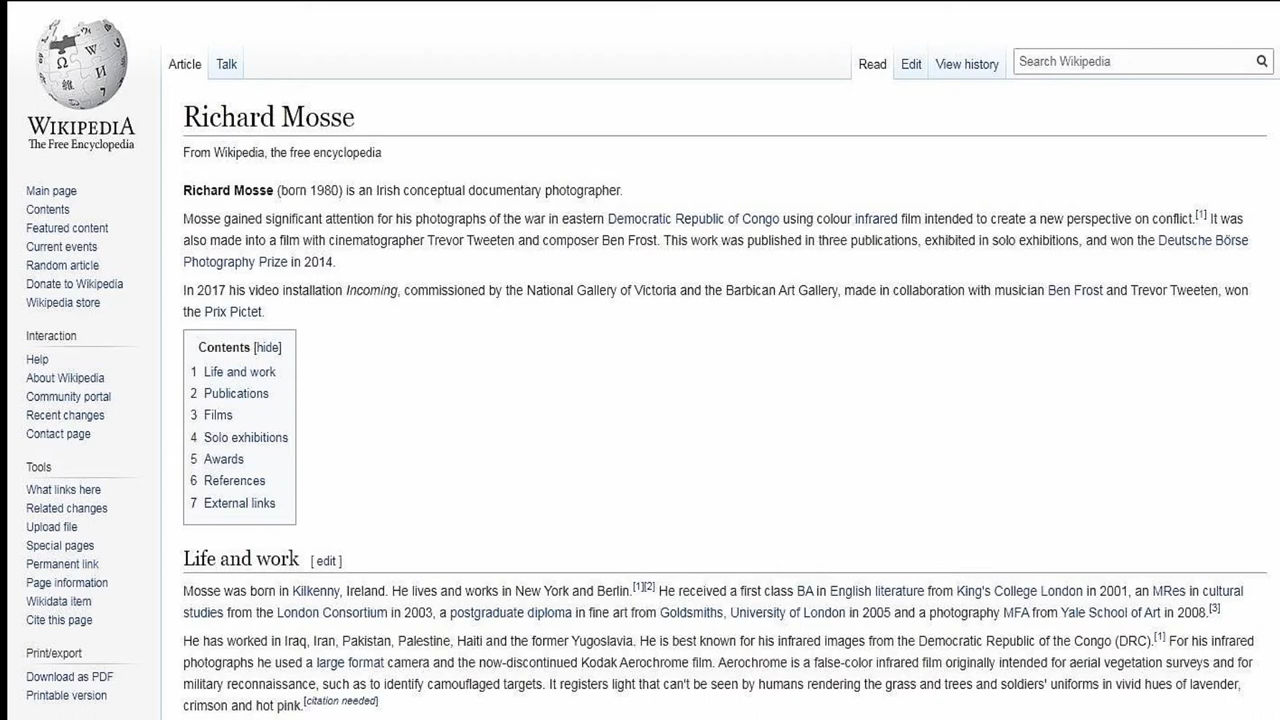 Article Talk Read Edit View history Search Wikipedia
WIKIPEDIA
The Free Encyclopedia
Main page
Contents
Featured content
Current events
Random article
Donate to Wikipedia
Wikipedia store
Interaction
Help
About Wikipedia
Community portal
Recent changes
Contact page
Tools
What links here
Related changes
Upload file
Special pages
Permanent link
Page information
Wikidata item
Cite this page
Print/export
Download as PDF
Printable version
Richard Mosse
From Wikipedia, the free encyclopedia
Richard Mosse (born 1980) is an Irish conceptual documentary photographer.
Mosse gained significant attention for his photographs of the war in eastern Democratic Republic of Congo using colour infrared film intended to create a new perspective on conflict.[1] It was
also made into a film with cinematographer Trevor Tweeten and composer Ben Frost. This work was published in three publications, exhibited in solo exhibitions, and won the Deutsche Börse
Photography Prize in 2014.
In 2017 his video installation Incoming, commissioned by the National Gallery of Victoria and the Barbican Art Gallery, made in collaboration with musician Ben Frost and Trevor Tweeten, won
the Prix Pictet.
Contents [hide]
1 Life and work
2 Publications
3 Films
4 Solo exhibitions
5 Awards
6 References
7 External links
Life and work [ edit ]
Mosse was born in Kilkenny, Ireland. He lives and works in New York and Berlin.[1][2] He received a first class BA in English literature from King's College London in 2001, an MRes in cultural
studies from the London Consortium in 2003, a postgraduate diploma in fine art from Goldsmiths, University of London in 2005 and a photography MFA from Yale School of Art in 2008.[3]
He has worked in Iraq, Iran, Pakistan, Palestine, Haiti and the former Yugoslavia. He is best known for his infrared images from the Democratic Republic of the Congo (DRC).[1] For his infrared
photographs he used a large format camera and the now-discontinued Kodak Aerochrome film. Aerochrome is a false-color infrared film originally intended for aerial vegetation surveys and for
military reconnaissance, such as to identify camouflaged targets. It registers light that can't be seen by humans rendering the grass and trees and soldiers' uniforms in vivid hues of lavender,
crimson and hot pink.[citation needed]